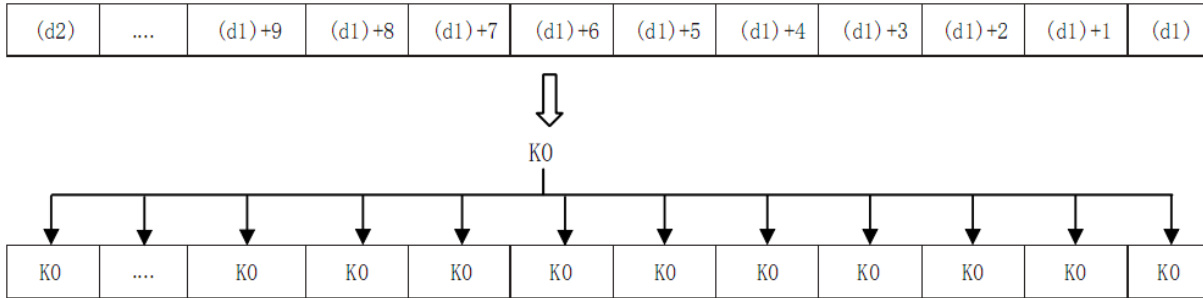 (d2) .... (d1)+9 (d1)+8 (d1)+7 (d1)+6 (d1)+5 (d1)+4 (d1)+3 (d1)+2 (d1)+1 (d1)
K0
K0 .... K0 K0 K0 K0 K0 K0 K0 K0 K0 K0